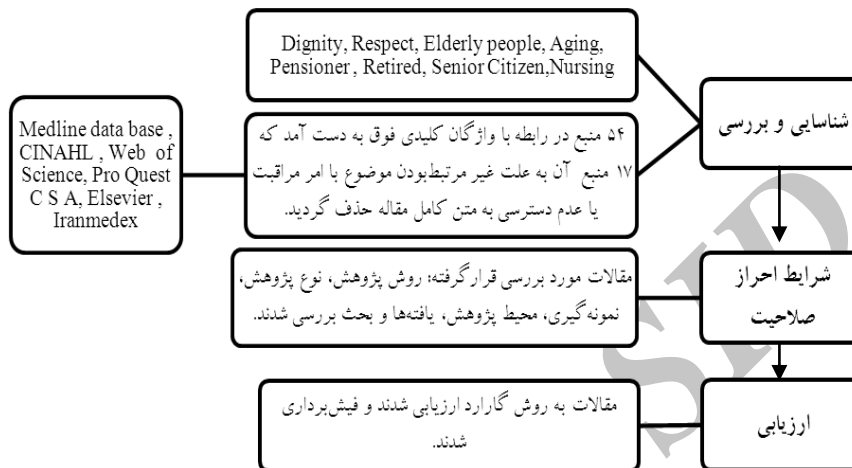 Dignity, Respect, Elderly people, Aging,
Pensioner , Retired, Senior Citizen,Nursing
شناسایی و بررسی
Medline data base ,
CINAHL , Web of
Science, Pro Quest
C S A, Elsevier ,
Iranmedex
۵۴ منبع در رابطه با واژگان کلیدی فوق به دست آمد که
۱۷ منبع آن به علت غیر مرتبط‌بودن موضوع با امر مراقبت
یا عدم دسترسی به متن کامل مقاله حذف گردید.
شرایط احراز
صلاحیت
مقالات مورد بررسی قرارگرفته: روش پژوهش، نوع پژوهش،
نمونه‌گیری، محیط پژوهش، یافته‌ها و بحث بررسی شدند.
ارزیابی
مقالات به روش گارارد ارزیابی شدند و فیش‌برداری
شدند.
SID